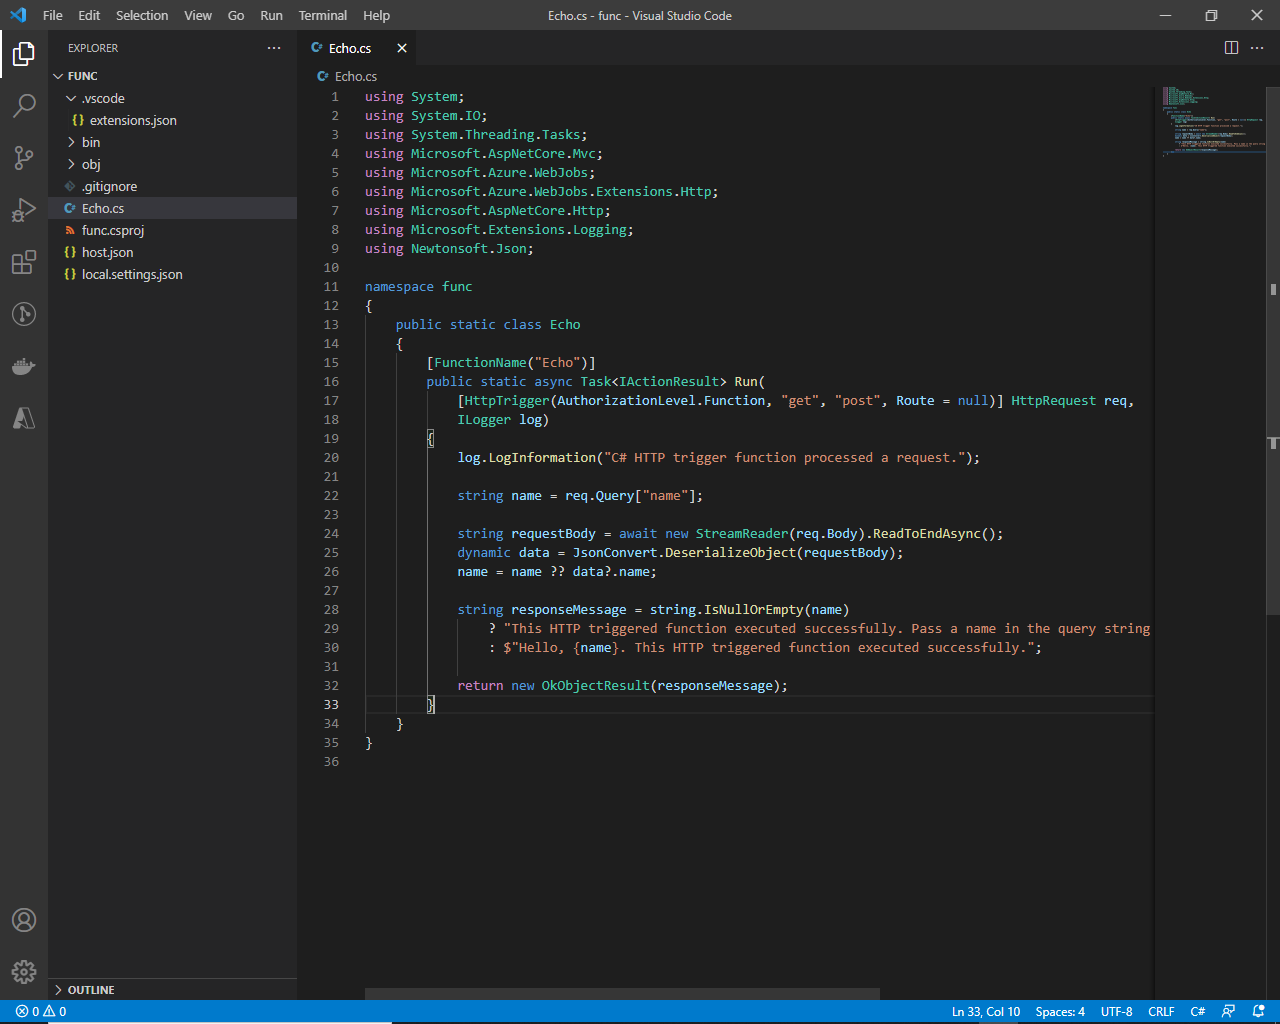 File Edit Selection View Go Run Terminal Help
Echo.cs - func - Visual Studio Code
EXPLORER
FUNC
.vscode
{} extensions.json
bin
obj
.gitignore
C# Echo.cs
func.csproj
{} host.json
{} local.settings.json
OUTLINE
C# Echo.cs
C# Echo.cs
1 using System;
2 using System.IO;
3 using System.Threading.Tasks;
4 using Microsoft.AspNetCore.Mvc;
5 using Microsoft.Azure.WebJobs;
6 using Microsoft.Azure.WebJobs.Extensions.Http;
7 using Microsoft.AspNetCore.Http;
8 using Microsoft.Extensions.Logging;
9 using Newtonsoft.Json;
10
11 namespace func
12 {
13 public static class Echo
14 {
15 [FunctionName("Echo")]
16 public static async Task<IActionResult> Run(
17 [HttpTrigger(AuthorizationLevel.Function, "get", "post", Route = null)] HttpRequest req,
18 ILogger log)
19 {
20 log.LogInformation("C# HTTP trigger function processed a request.");
21
22 string name = req.Query["name"];
23
24 string requestBody = await new StreamReader(req.Body).ReadToEndAsync();
25 dynamic data = JsonConvert.DeserializeObject(requestBody);
26 name = name ?? data?.name;
27
28 string responseMessage = string.IsNullOrEmpty(name)
29 ? "This HTTP triggered function executed successfully. Pass a name in the query string
30 : $"Hello, {name}. This HTTP triggered function executed successfully.";
31
32 return new OkObjectResult(responseMessage);
33 }
34 }
35 }
36
0 0
Ln 33, Col 10 Spaces: 4 UTF-8 CRLF C#